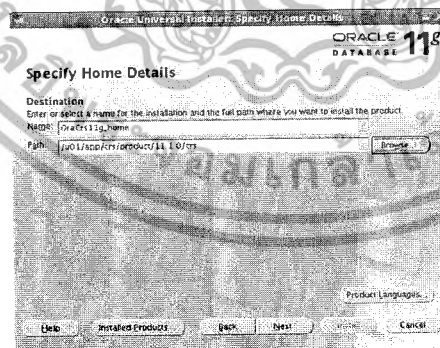 Oracle Universal Installer: Specify Home Details
ORACLE 11g
DATABASE
Specify Home Details
Destination
Enter or select a name for the installation and the full path where you want to install the product.
Name: OraCrs11g_home
Path: /u01/app/crs/product/11.1.0/crs Browse...
Product Languages...
Help Installed Products Back Next Cancel